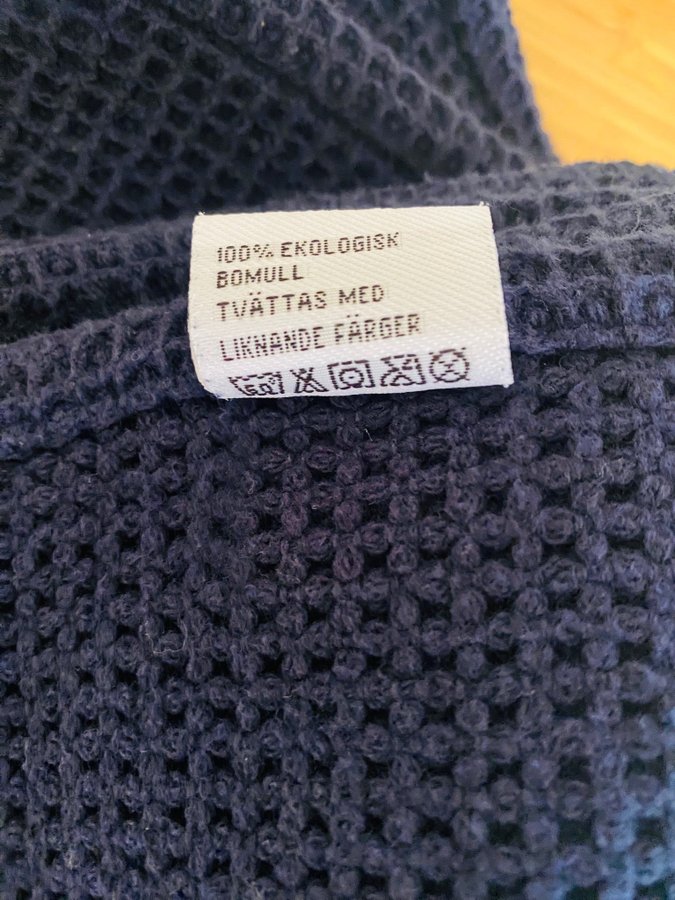 100% EKOLOGISK
BOMULL
TVÄTTAS MED
LIKNANDE FÄRGER